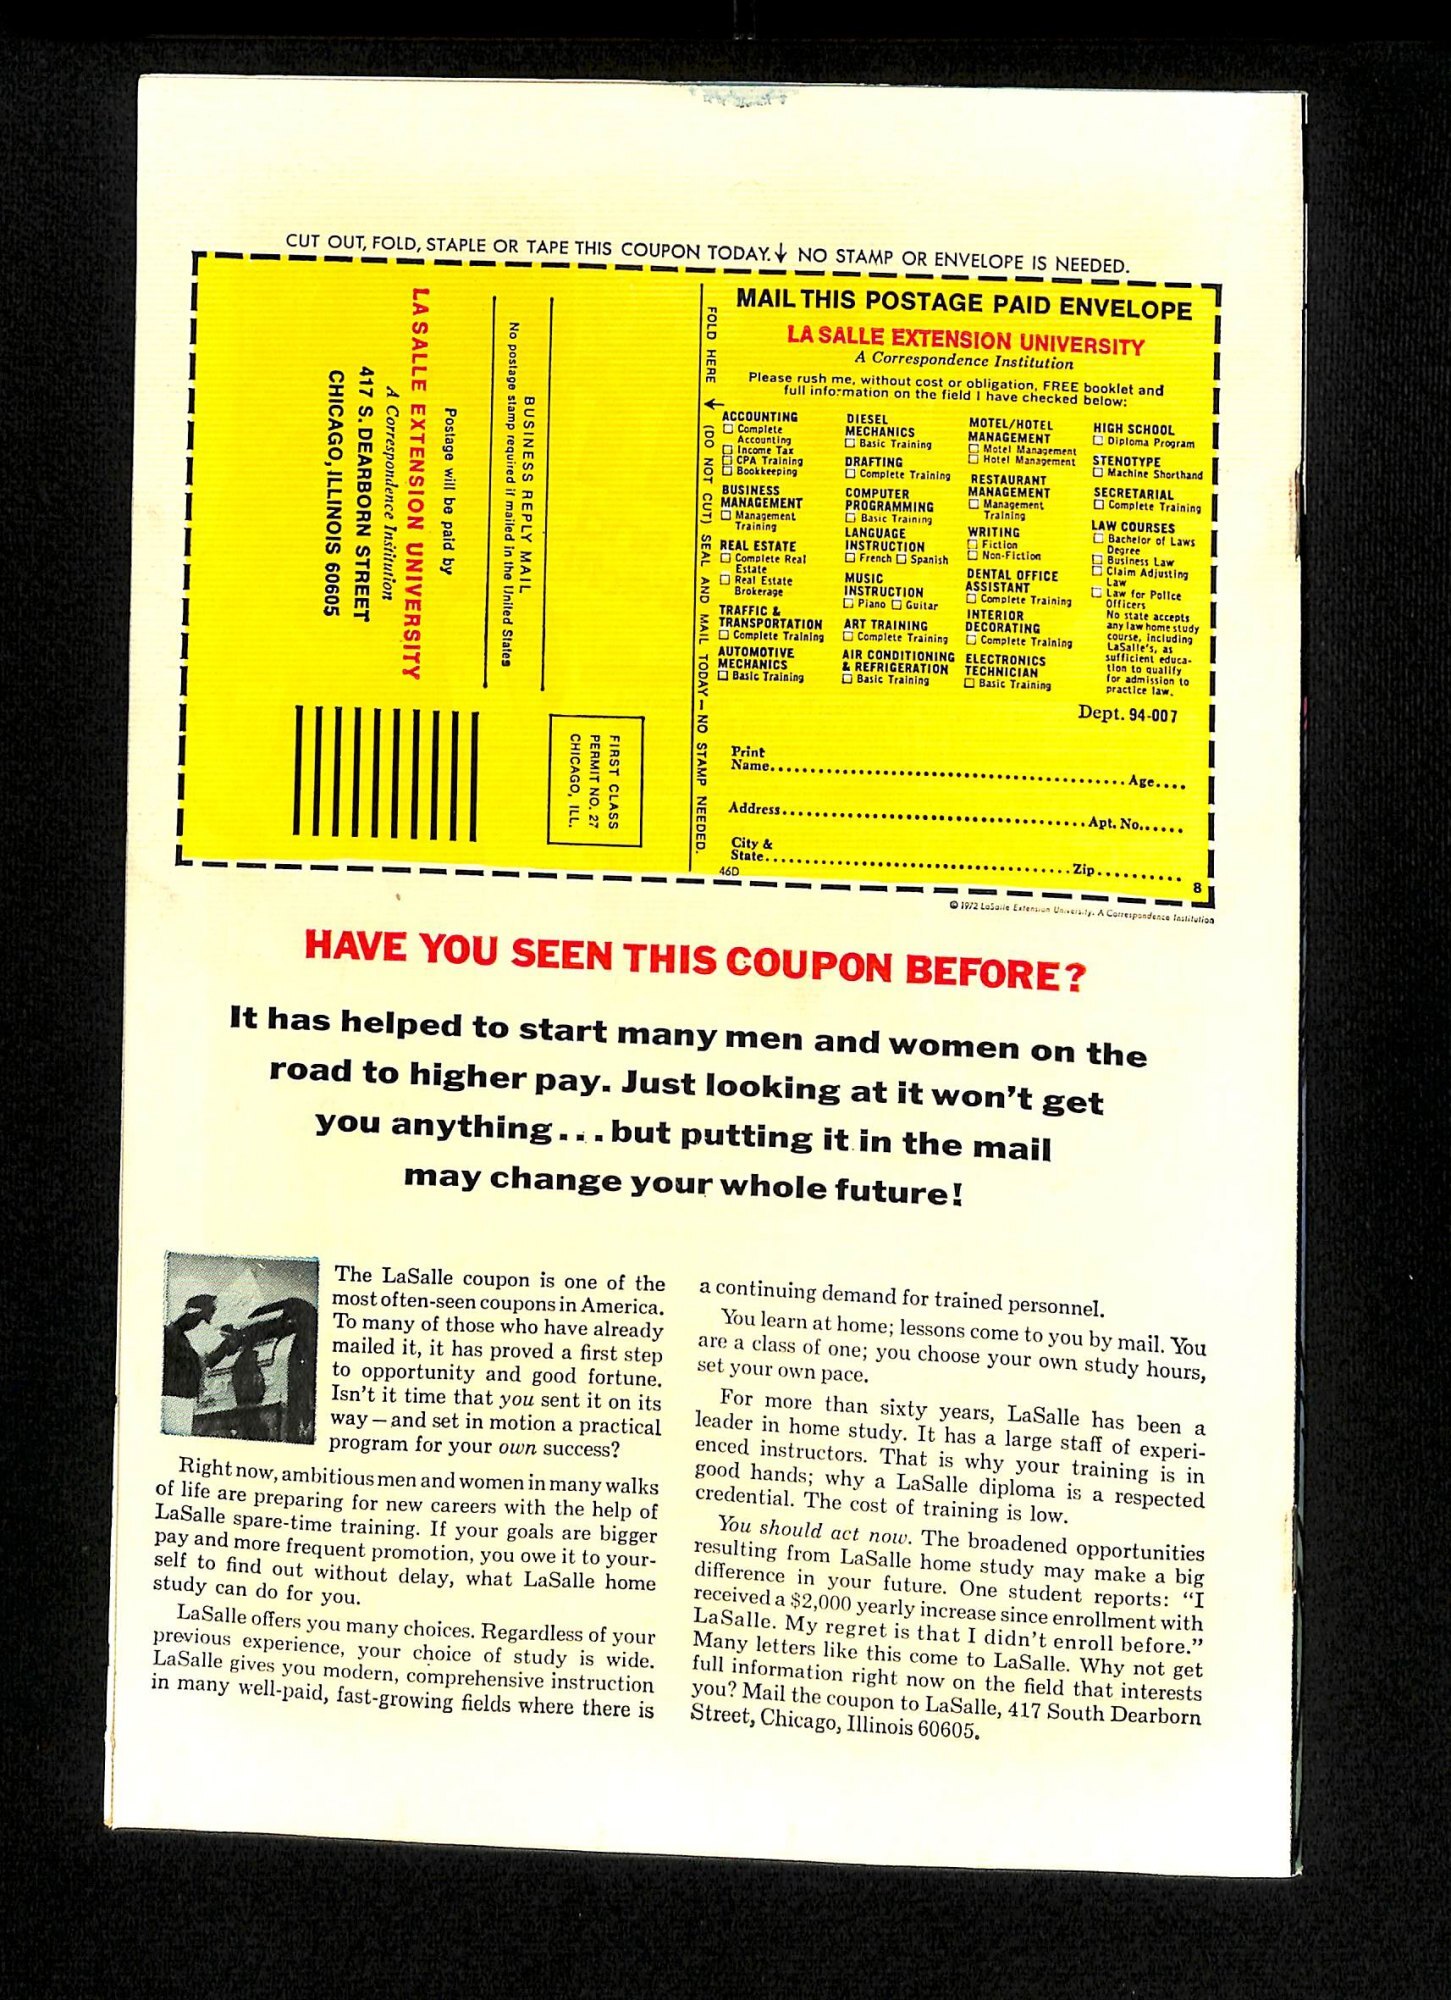 CUT OUT, FOLD, STAPLE OR TAPE THIS COUPON TODAY.↓ NO STAMP OR ENVELOPE IS NEEDED.
LA SALLE EXTENSION UNIVERSITY
A Correspondence Institution
417 S. DEARBORN STREET
CHICAGO, ILLINOIS 60605
Postage will be paid by
BUSINESS REPLY MAIL
No postage stamp required if mailed in the United States
FIRST CLASS
PERMIT NO. 27
CHICAGO, ILL.
FOLD HERE ↓ (DO NOT CUT) SEAL AND MAIL TODAY — NO STAMP NEEDED.
MAIL THIS POSTAGE PAID ENVELOPE
LA SALLE EXTENSION UNIVERSITY
A Correspondence Institution
Please rush me, without cost or obligation, FREE booklet and
full information on the field I have checked below:
ACCOUNTING
☐ Complete
Accounting
☐ Income Tax
☐ CPA Training
☐ Bookkeeping
BUSINESS
MANAGEMENT
☐ Management
Training
REAL ESTATE
☐ Complete Real
Estate
☐ Real Estate
Brokerage
TRAFFIC &
TRANSPORTATION
☐ Complete Training
AUTOMOTIVE
MECHANICS
☐ Basic Training
DIESEL
MECHANICS
☐ Basic Training
DRAFTING
☐ Complete Training
COMPUTER
PROGRAMMING
☐ Basic Training
LANGUAGE
INSTRUCTION
☐ French ☐ Spanish
MUSIC
INSTRUCTION
☐ Piano ☐ Guitar
ART TRAINING
☐ Complete Training
AIR CONDITIONING
& REFRIGERATION
☐ Basic Training
MOTEL/HOTEL
MANAGEMENT
☐ Motel Management
☐ Hotel Management
RESTAURANT
MANAGEMENT
☐ Management
Training
WRITING
☐ Fiction
☐ Non-Fiction
DENTAL OFFICE
ASSISTANT
☐ Complete Training
INTERIOR
DECORATING
☐ Complete Training
ELECTRONICS
TECHNICIAN
☐ Basic Training
HIGH SCHOOL
☐ Diploma Program
STENOTYPE
☐ Machine Shorthand
SECRETARIAL
☐ Complete Training
LAW COURSES
☐ Bachelor of Laws
Degree
☐ Business Law
☐ Claim Adjusting
Law
☐ Law for Police
Officers
No state accepts
any law home study
course, including
LaSalle's, as
sufficient educa-
tion to qualify
for admission to
practice law.
Dept. 94-007
Print
Name.......... Age....
Address.......... Apt. No......
City &
State.......... Zip..........
46D
8
© 1972 LaSalle Extension University. A Correspondence Institution
HAVE YOU SEEN THIS COUPON BEFORE?
It has helped to start many men and women on the
road to higher pay. Just looking at it won't get
you anything...but putting it in the mail
may change your whole future!
The LaSalle coupon is one of the
most often-seen coupons in America.
To many of those who have already
mailed it, it has proved a first step
to opportunity and good fortune.
Isn't it time that you sent it on its
way — and set in motion a practical
program for your own success?
Right now, ambitious men and women in many walks
of life are preparing for new careers with the help of
LaSalle spare-time training. If your goals are bigger
pay and more frequent promotion, you owe it to your-
self to find out without delay, what LaSalle home
study can do for you.
LaSalle offers you many choices. Regardless of your
previous experience, your choice of study is wide.
LaSalle gives you modern, comprehensive instruction
in many well-paid, fast-growing fields where there is
a continuing demand for trained personnel.
You learn at home; lessons come to you by mail. You
are a class of one; you choose your own study hours,
set your own pace.
For more than sixty years, LaSalle has been a
leader in home study. It has a large staff of experi-
enced instructors. That is why your training is in
good hands; why a LaSalle diploma is a respected
credential. The cost of training is low.
You should act now. The broadened opportunities
resulting from LaSalle home study may make a big
difference in your future. One student reports: “I
received a $2,000 yearly increase since enrollment with
LaSalle. My regret is that I didn't enroll before.”
Many letters like this come to LaSalle. Why not get
full information right now on the field that interests
you? Mail the coupon to LaSalle, 417 South Dearborn
Street, Chicago, Illinois 60605.